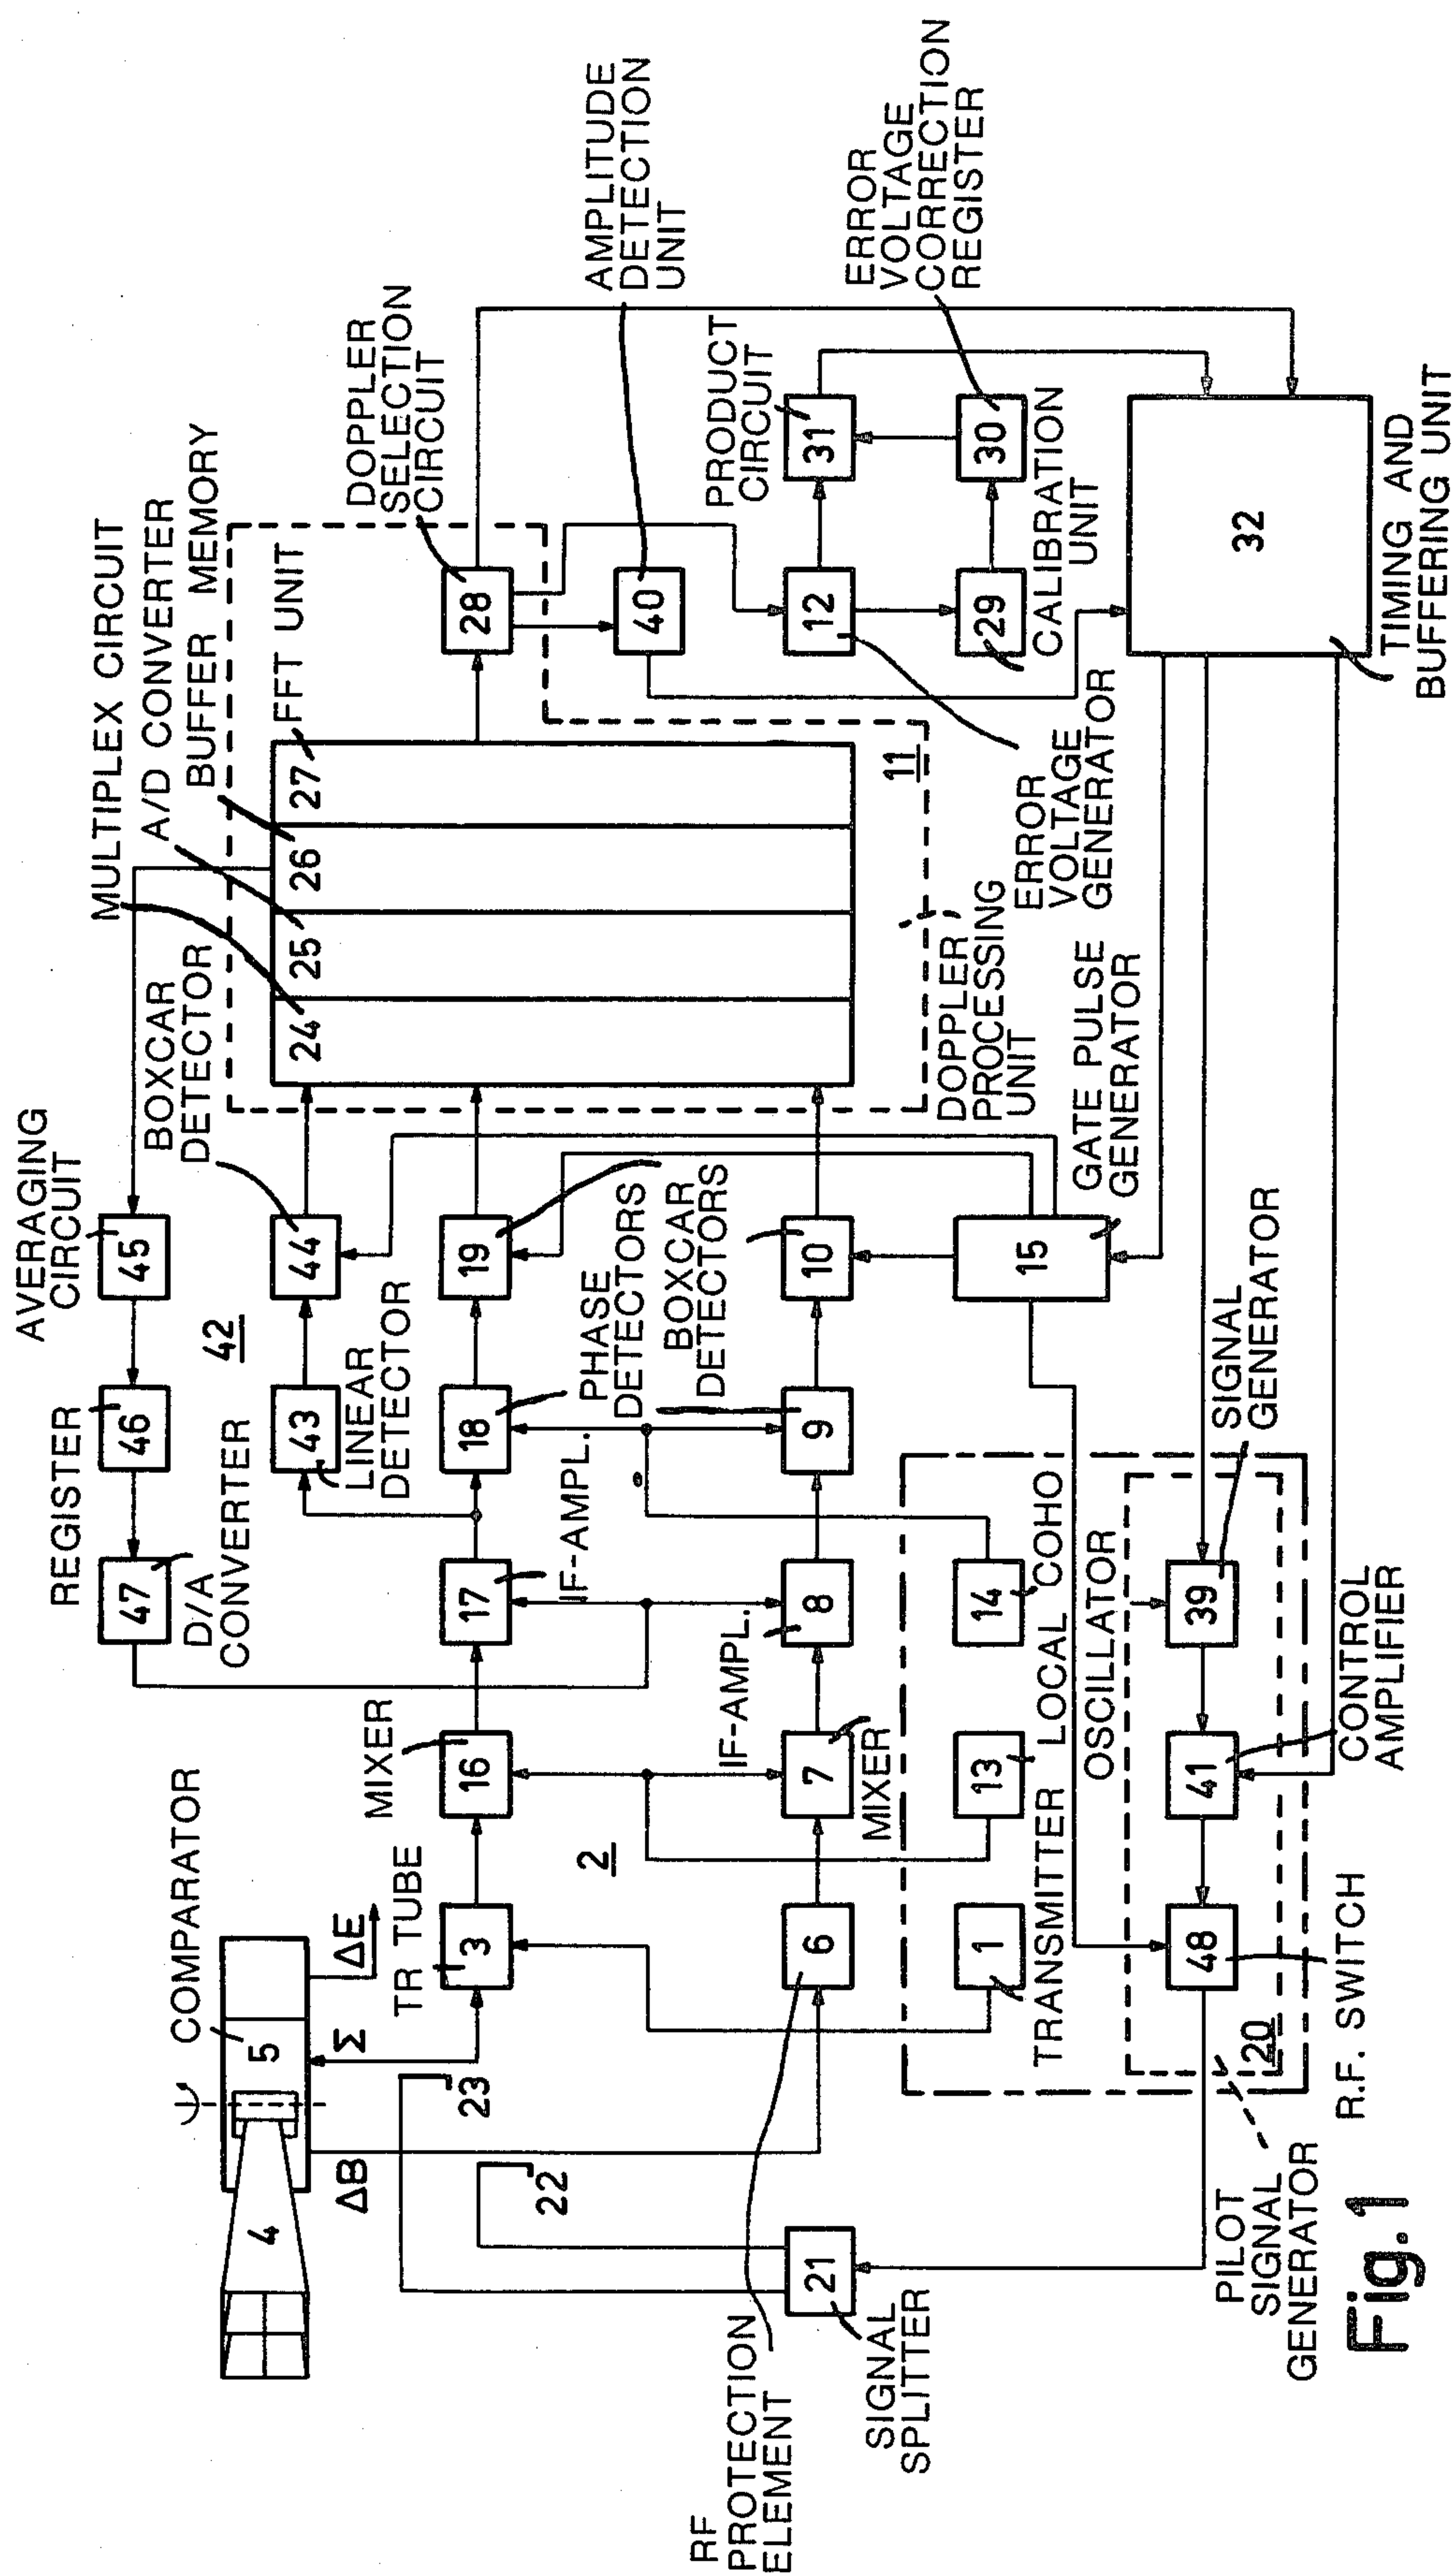 AVERAGING
CIRCUIT
REGISTER
D/A
CONVERTER
47
46
45
42
COMPARATOR
4
5
ΔB
Σ
ΔE
MULTIPLEX CIRCUIT
A/D CONVERTER
BUFFER MEMORY
FFT UNIT
BOXCAR
DETECTOR
43
44
LINEAR
DETECTOR
24
25
26
27
DOPPLER
SELECTION
CIRCUIT
TR TUBE
MIXER
IF-AMPL.
PHASE
DETECTORS
23
3
16
17
18
19
28
22
2
BOXCAR
DETECTORS
40
AMPLITUDE
DETECTION
UNIT
IF-AMPL.
MIXER
21
6
7
8
9
10
11
12
31
PRODUCT
CIRCUIT
SIGNAL
SPLITTER
RF
PROTECTION
ELEMENT
DOPPLER
PROCESSING
UNIT
ERROR
VOLTAGE
GENERATOR
ERROR
VOLTAGE
CORRECTION
REGISTER
1
13
14
15
29
30
TRANSMITTER
LOCAL
OSCILLATOR
COHO
GATE PULSE
GENERATOR
CALIBRATION
UNIT
48
41
39
32
20
PILOT
SIGNAL
GENERATOR
R.F. SWITCH
CONTROL
AMPLIFIER
SIGNAL
GENERATOR
TIMING AND
BUFFERING UNIT
Fig. 1